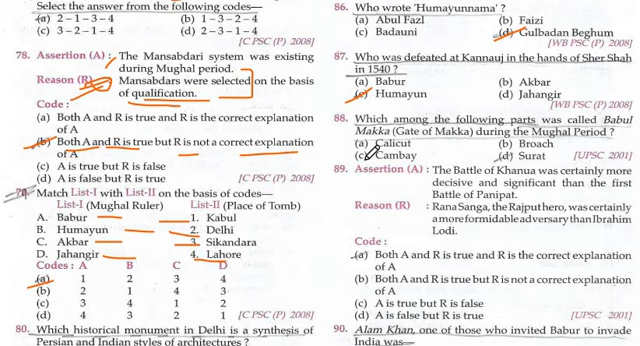 Select the answer from the following codes—
(a) 2 – 1 – 3 – 4 (b) 1 – 3 – 2 – 4
(c) 3 – 2 – 1 – 4 (d) 2 – 3 – 1 – 4
[C PSC (P) 2008]
78. Assertion (A) : The Mansabdari system was existing
during Mughal period.
Reason (R) Mansabdars were selected on the basis
of qualification.
Code :
(a) Both A and R is true and R is the correct explanation
of A
(b) Both A and R is true but R is not a correct explanation
of A
(c) A is true but R is false
(d) A is false but R is true [C PSC (P) 2008]
79. Match List-I with List-II on the basis of codes—
List-I (Mughal Ruler) List-II (Place of Tomb)
A. Babur 1. Kabul
B. Humayun 2. Delhi
C. Akbar 3. Sikandara
D. Jahangir 4. Lahore
Codes : A B C D
(a) 1 2 3 4
(b) 2 1 4 3
(c) 3 4 1 2
(d) 4 3 2 1 [C PSC (P) 2008]
80. Which historical monument in Delhi is a synthesis of
Persian and Indian styles of architectures ?
86. Who wrote 'Humayunnama' ?
(a) Abul Fazl (b) Faizi
(c) Badauni (d) Gulbadan Beghum
[WB PSC (P) 2008]
87. Who was defeated at Kannauj in the hands of Sher Shah
in 1540 ?
(a) Babur (b) Akbar
(c) Humayun (d) Jahangir
[WB PSC (P) 2008]
88. Which among the following parts was called Babul
Makka (Gate of Makka) during the Mughal Period ?
(a) Calicut (b) Broach
(c) Cambay (d) Surat [UPSC 2001]
89. Assertion (A) : The Battle of Khanua was certainly more
decisive and significant than the first
Battle of Panipat.
Reason (R) : Rana Sanga, the Rajput hero, was certainly
a more formidable adversary than Ibrahim
Lodi.
Code :
(a) Both A and R is true and R is the correct explanation
of A
(b) Both A and R is true but R is not a correct explanation
of A
(c) A is true but R is false
(d) A is false but R is true [UPSC 2001]
90. Alam Khan, one of those who invited Babur to invade
India was—